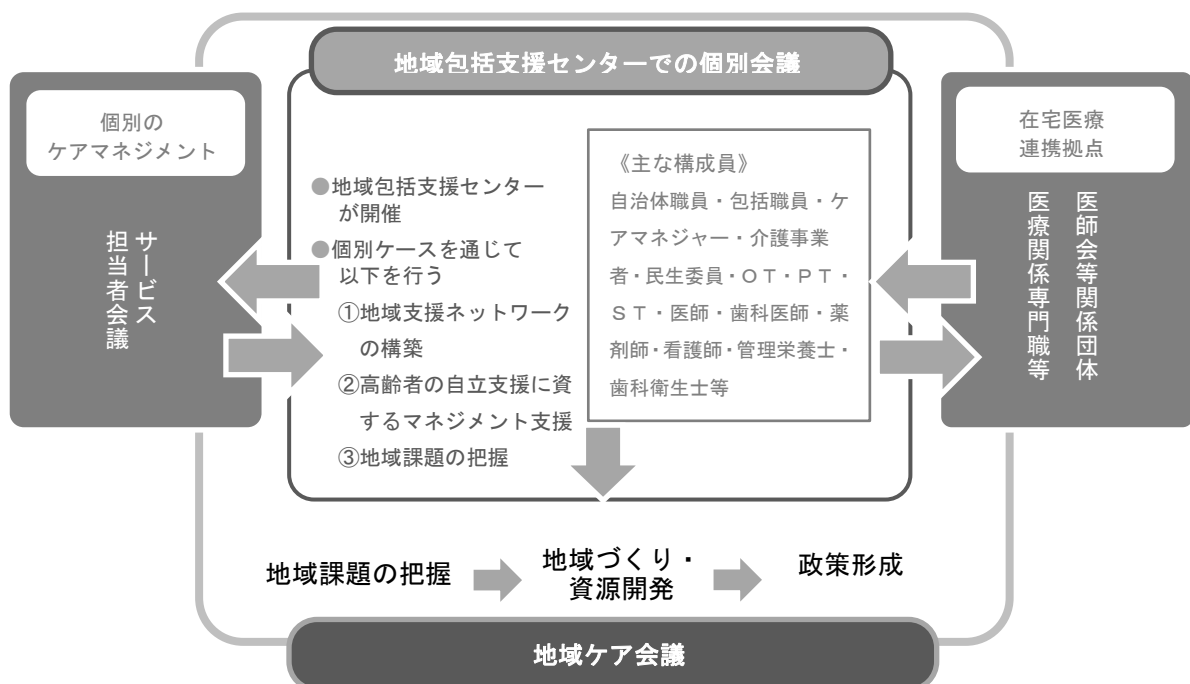 地域包括支援センターでの個別会議
個別の
ケアマネジメント
サービス
担当者会議
●地域包括支援センター
が開催
●個別ケースを通じて
以下を行う
①地域支援ネットワーク
の構築
②高齢者の自立支援に資
するマネジメント支援
③地域課題の把握
《主な構成員》
自治体職員・包括職員・ケ
アマネジャー・介護事業
者・民生委員・ＯＴ・ＰＴ・
ＳＴ・医師・歯科医師・薬
剤師・看護師・管理栄養士・
歯科衛生士等
在宅医療
連携拠点
医師会等関係団体
医療関係専門職等
地域課題の把握
地域づくり・
資源開発
政策形成
地域ケア会議